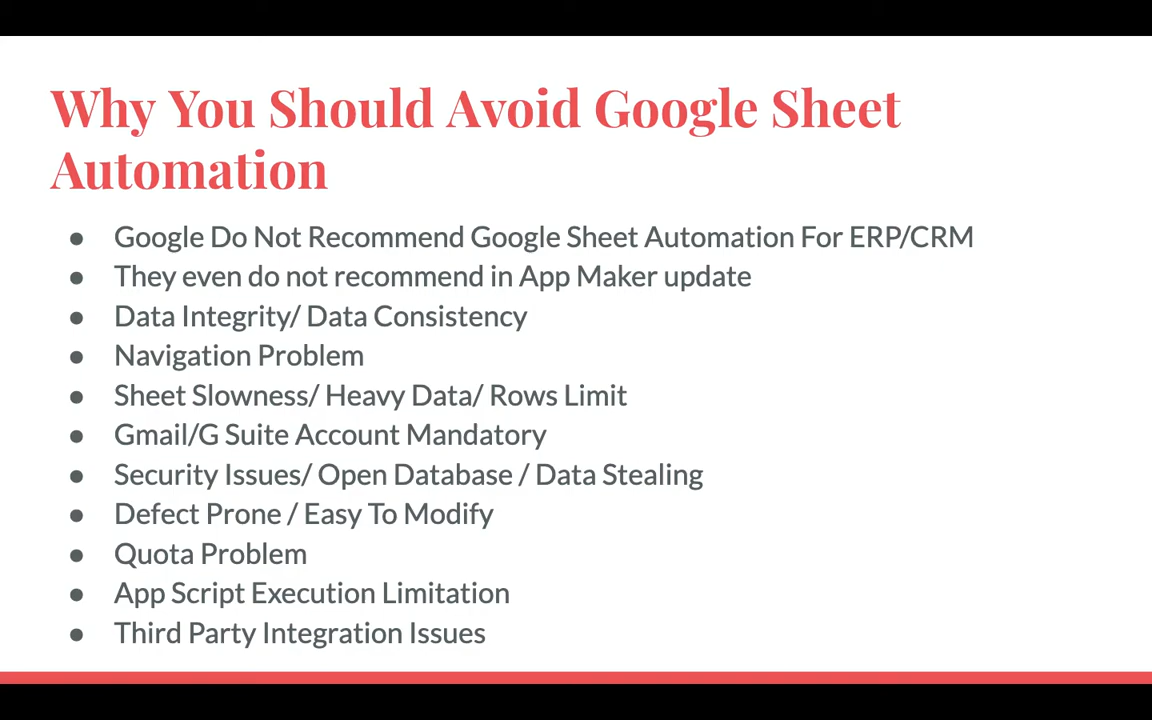 Why You Should Avoid Google Sheet
Automation
● Google Do Not Recommend Google Sheet Automation For ERP/CRM
● They even do not recommend in App Maker update
● Data Integrity/ Data Consistency
● Navigation Problem
● Sheet Slowness/ Heavy Data/ Rows Limit
● Gmail/G Suite Account Mandatory
● Security Issues/ Open Database / Data Stealing
● Defect Prone / Easy To Modify
● Quota Problem
● App Script Execution Limitation
● Third Party Integration Issues